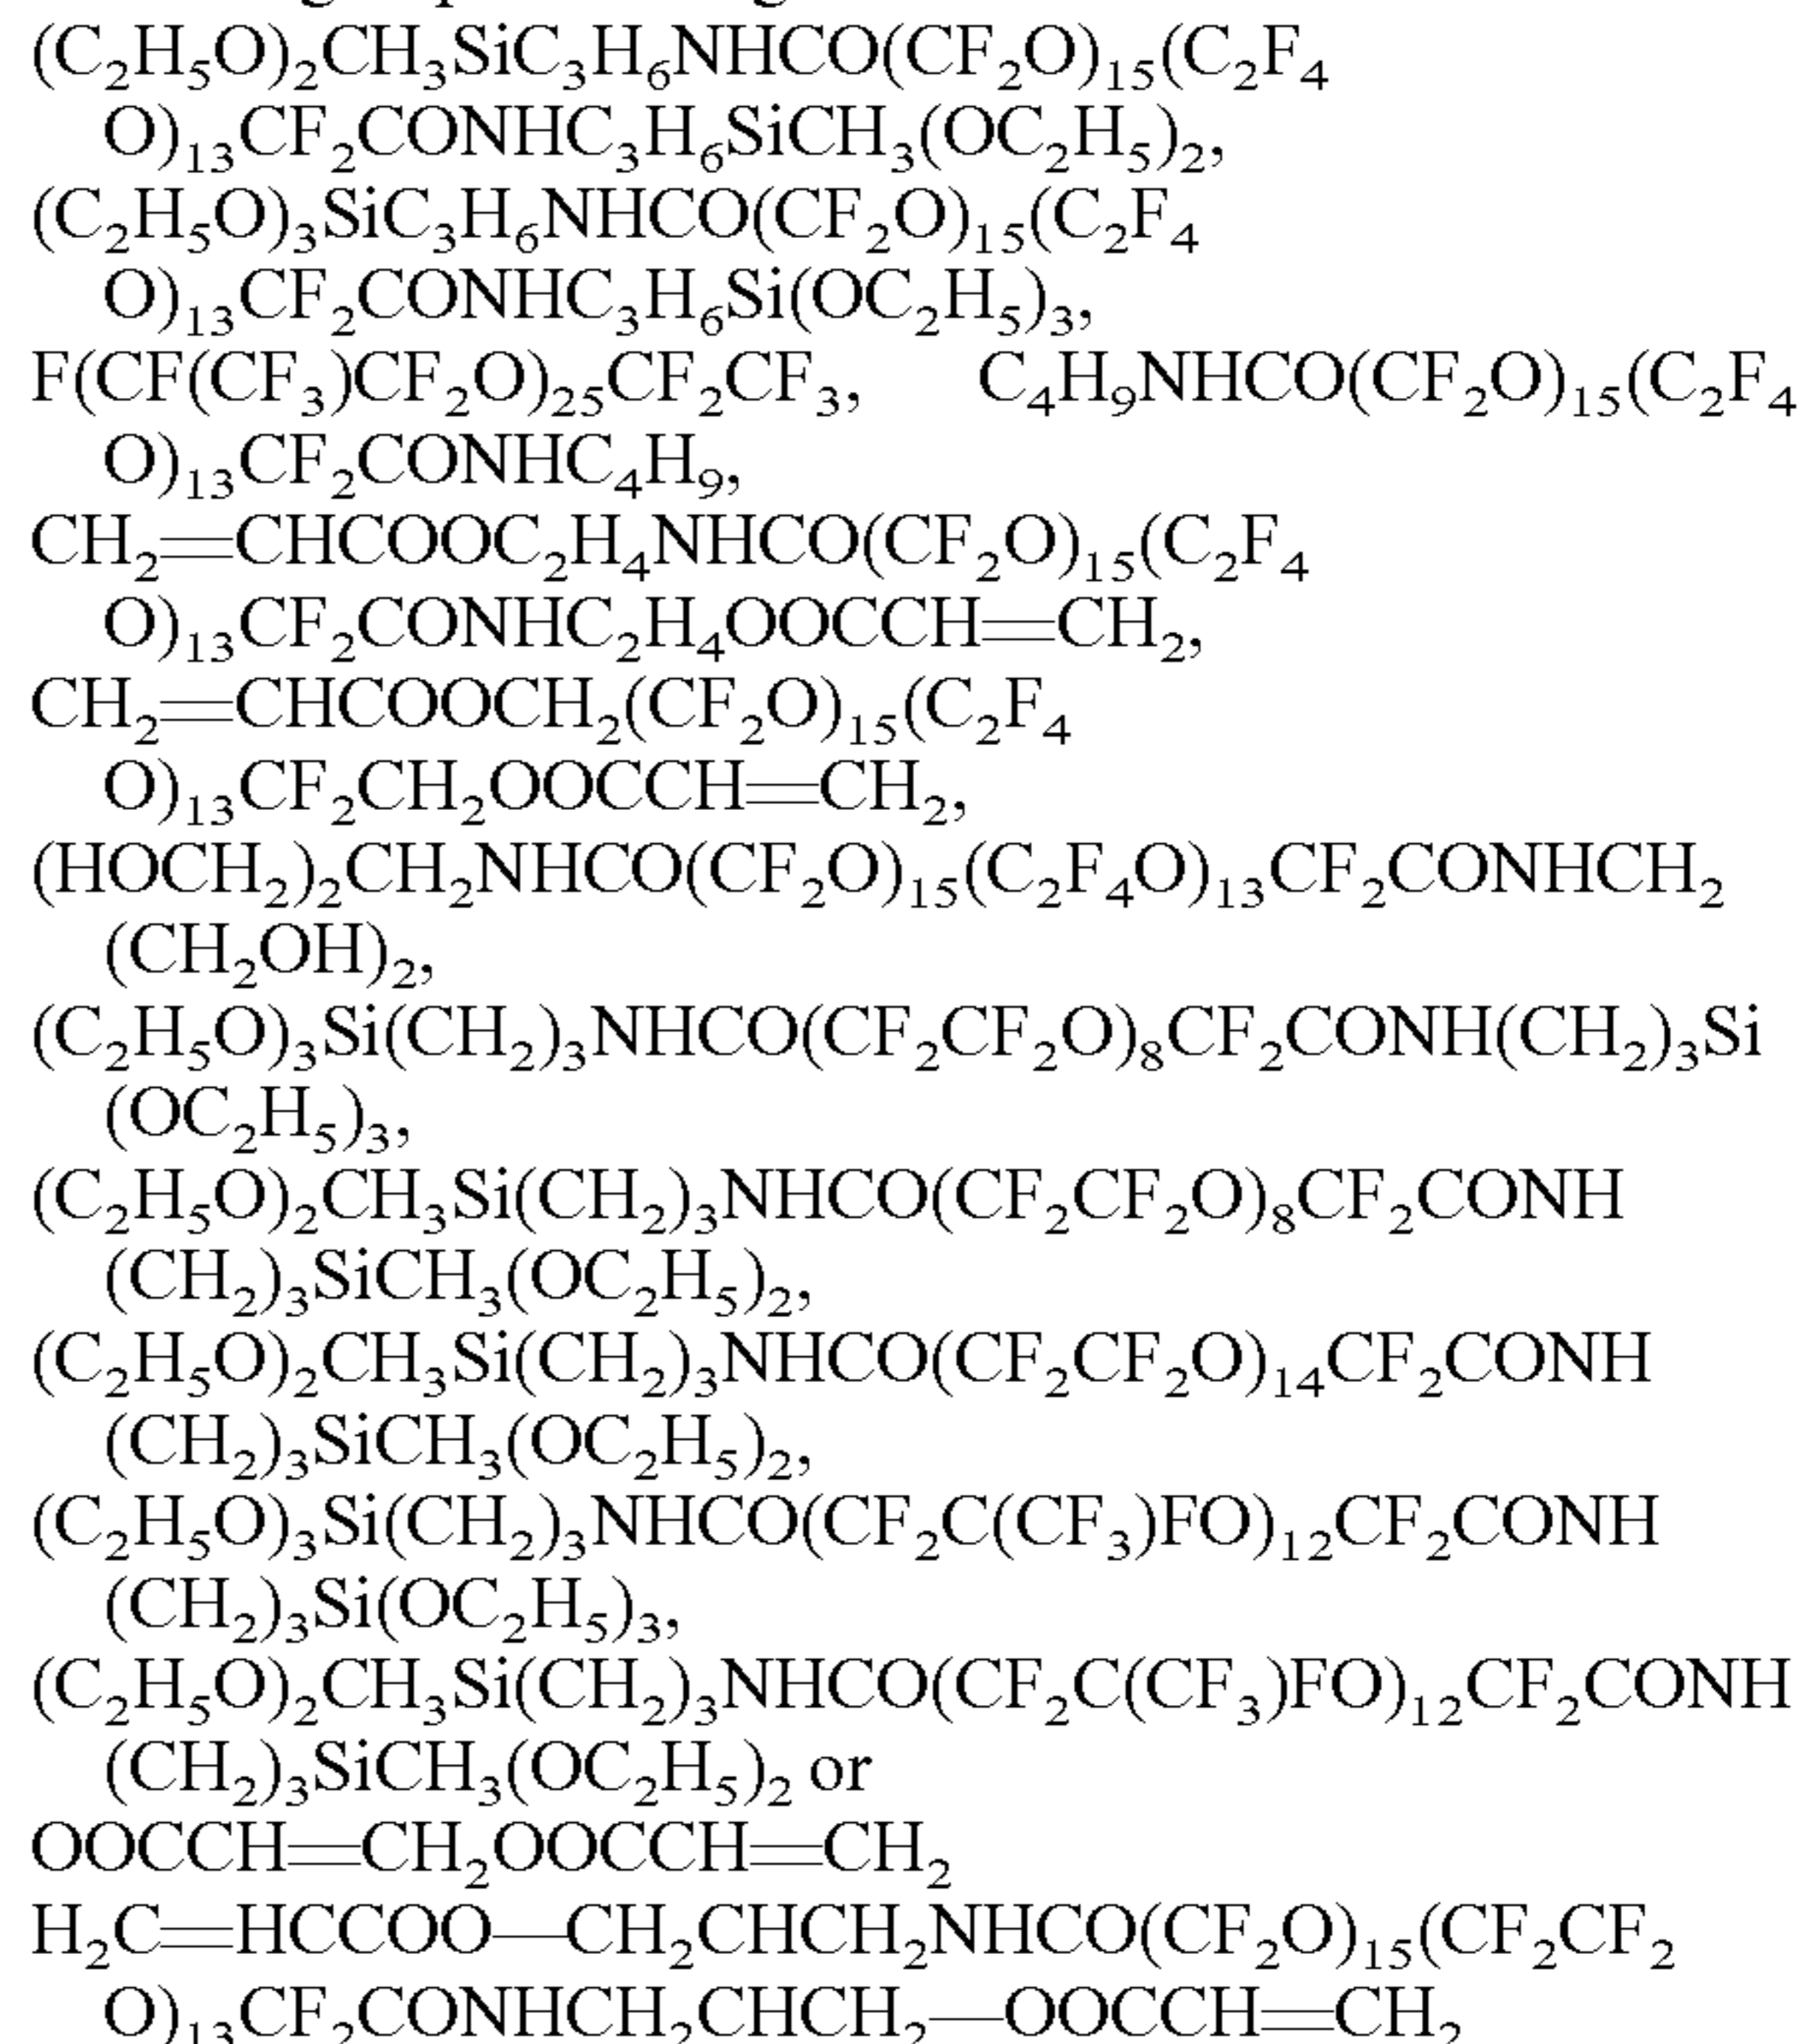 (C₂H₅O)₂CH₃SiC₃H₆NHCO(CF₂O)₁₅(C₂F₄
O)₁₃CF₂CONHC₃H₆SiCH₃(OC₂H₅)₂,
(C₂H₅O)₃SiC₃H₆NHCO(CF₂O)₁₅(C₂F₄
O)₁₃CF₂CONHC₃H₆Si(OC₂H₅)₃,
F(CF(CF₃)CF₂O)₂₅CF₂CF₃, C₄H₉NHCO(CF₂O)₁₅(C₂F₄
O)₁₃CF₂CONHC₄H₉,
CH₂═CHCOOC₂H₄NHCO(CF₂O)₁₅(C₂F₄
O)₁₃CF₂CONHC₂H₄OOCCH═CH₂,
CH₂═CHCOOCH₂(CF₂O)₁₅(C₂F₄
O)₁₃CF₂CH₂OOCCH═CH₂,
(HOCH₂)₂CH₂NHCO(CF₂O)₁₅(C₂F₄O)₁₃CF₂CONHCH₂
(CH₂OH)₂,
(C₂H₅O)₃Si(CH₂)₃NHCO(CF₂CF₂O)₈CF₂CONH(CH₂)₃Si
(OC₂H₅)₃,
(C₂H₅O)₂CH₃Si(CH₂)₃NHCO(CF₂CF₂O)₈CF₂CONH
(CH₂)₃SiCH₃(OC₂H₅)₂,
(C₂H₅O)₂CH₃Si(CH₂)₃NHCO(CF₂CF₂O)₁₄CF₂CONH
(CH₂)₃SiCH₃(OC₂H₅)₂,
(C₂H₅O)₃Si(CH₂)₃NHCO(CF₂C(CF₃)FO)₁₂CF₂CONH
(CH₂)₃Si(OC₂H₅)₃,
(C₂H₅O)₂CH₃Si(CH₂)₃NHCO(CF₂C(CF₃)FO)₁₂CF₂CONH
(CH₂)₃SiCH₃(OC₂H₅)₂ or
OOCCH═CH₂OOCCH═CH₂
H₂C═HCCOO—CH₂CHCH₂NHCO(CF₂O)₁₅(CF₂CF₂
O)₁₃CF₂CONHCH₂CHCH₂—OOCCH═CH₂